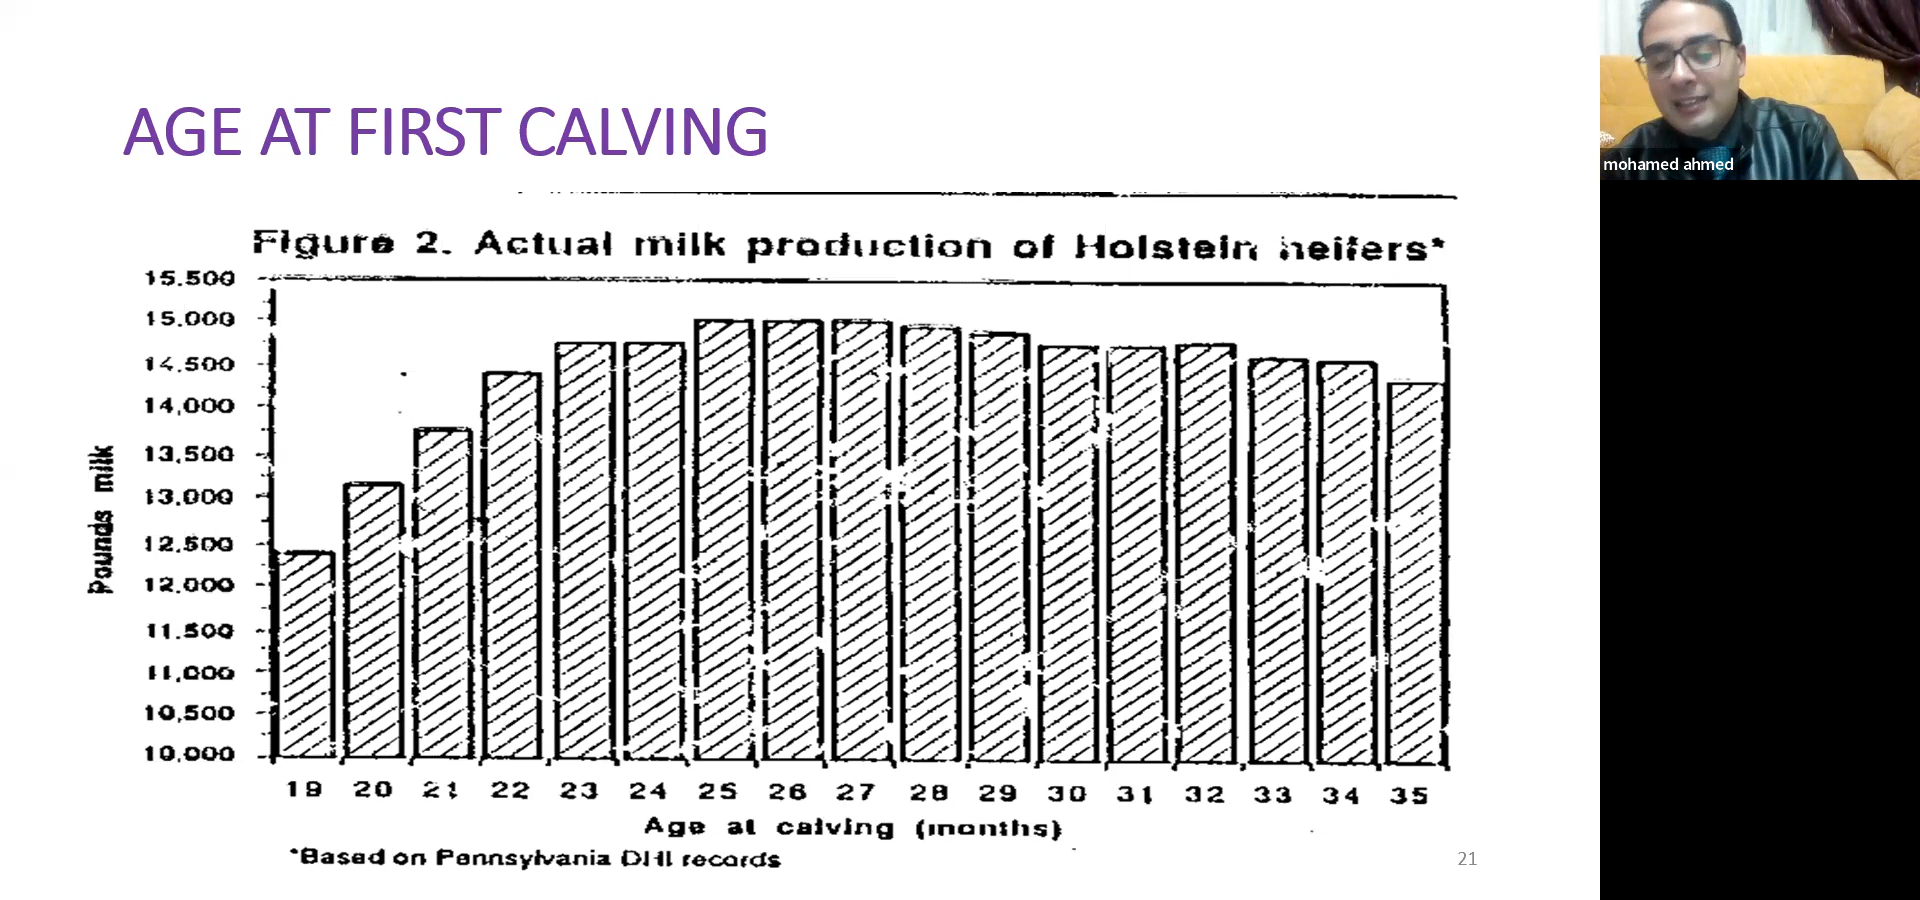 AGE AT FIRST CALVING
mohamed ahmed
Figure 2. Actual milk production of Holstein heifers*
Pounds milk
15,500
15,000
14,500
14,000
13,500
13,000
12,500
12,000
11,500
11,000
10,500
10,000
19 20 21 22 23 24 25 26 27 28 29 30 31 32 33 34 35
Age at calving (months)
*Based on Pennsylvania DHI records
21